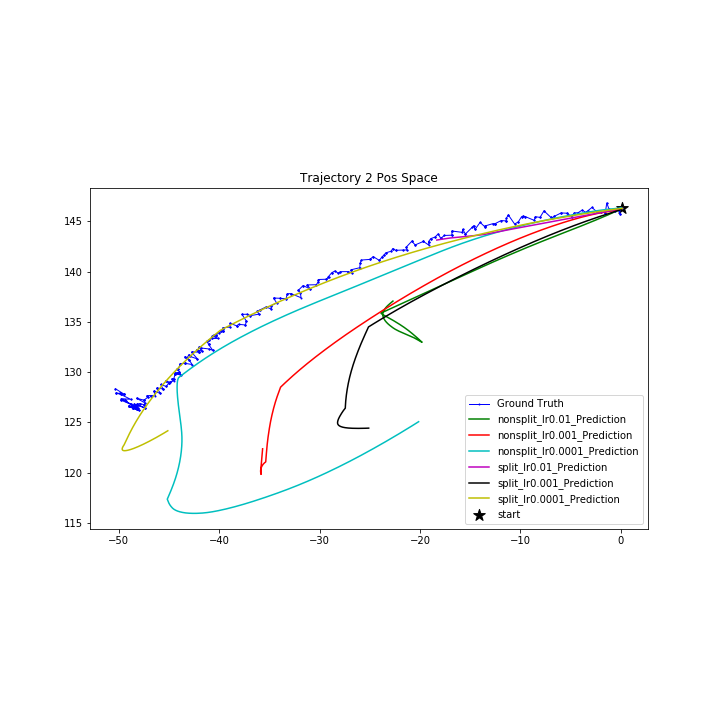 Trajectory 2 Pos Space
145
140
135
130
125
120
115
−50
−40
−30
−20
−10
0
Ground Truth
nonsplit_lr0.01_Prediction
nonsplit_lr0.001_Prediction
nonsplit_lr0.0001_Prediction
split_lr0.01_Prediction
split_lr0.001_Prediction
split_lr0.0001_Prediction
start